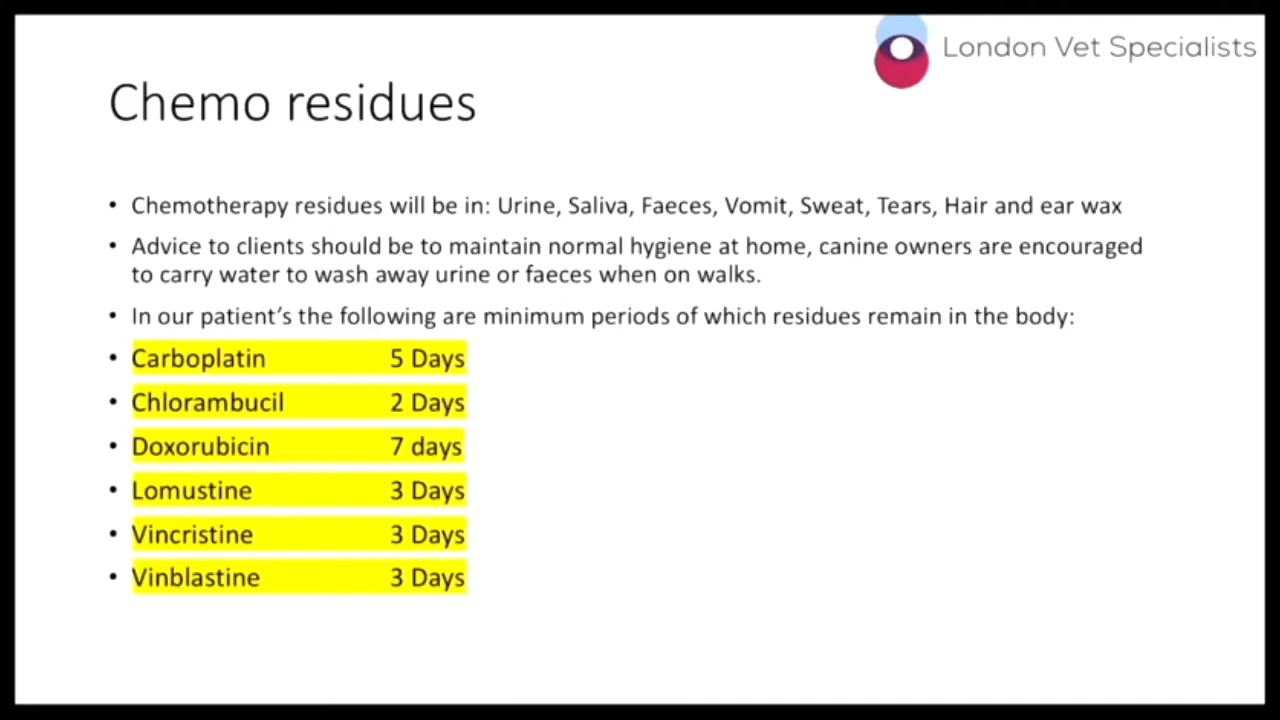 London Vet Specialists
Chemo residues
• Chemotherapy residues will be in: Urine, Saliva, Faeces, Vomit, Sweat, Tears, Hair and ear wax
• Advice to clients should be to maintain normal hygiene at home, canine owners are encouraged
to carry water to wash away urine or faeces when on walks.
• In our patient’s the following are minimum periods of which residues remain in the body:
• Carboplatin 5 Days
• Chlorambucil 2 Days
• Doxorubicin 7 days
• Lomustine 3 Days
• Vincristine 3 Days
• Vinblastine 3 Days